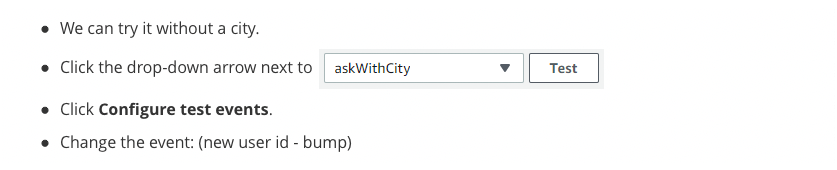 We can try it without a city.
Click the drop-down arrow next to askWithCity Test
Click Configure test events.
Change the event: (new user id - bump)